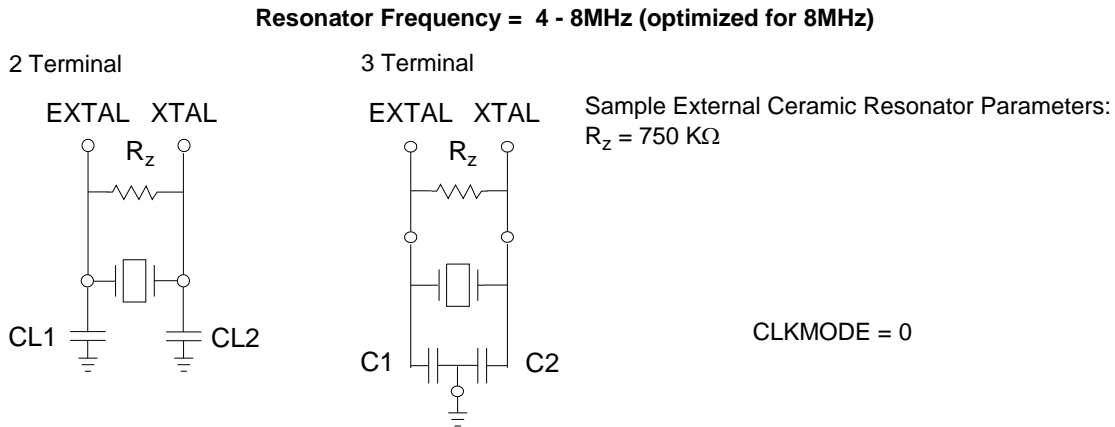 Resonator Frequency = 4 - 8MHz (optimized for 8MHz)
2 Terminal
3 Terminal
EXTAL XTAL
EXTAL XTAL
Sample External Ceramic Resonator Parameters:
Rz = 750 KΩ
Rz
Rz
CL1
CL2
C1
C2
CLKMODE = 0